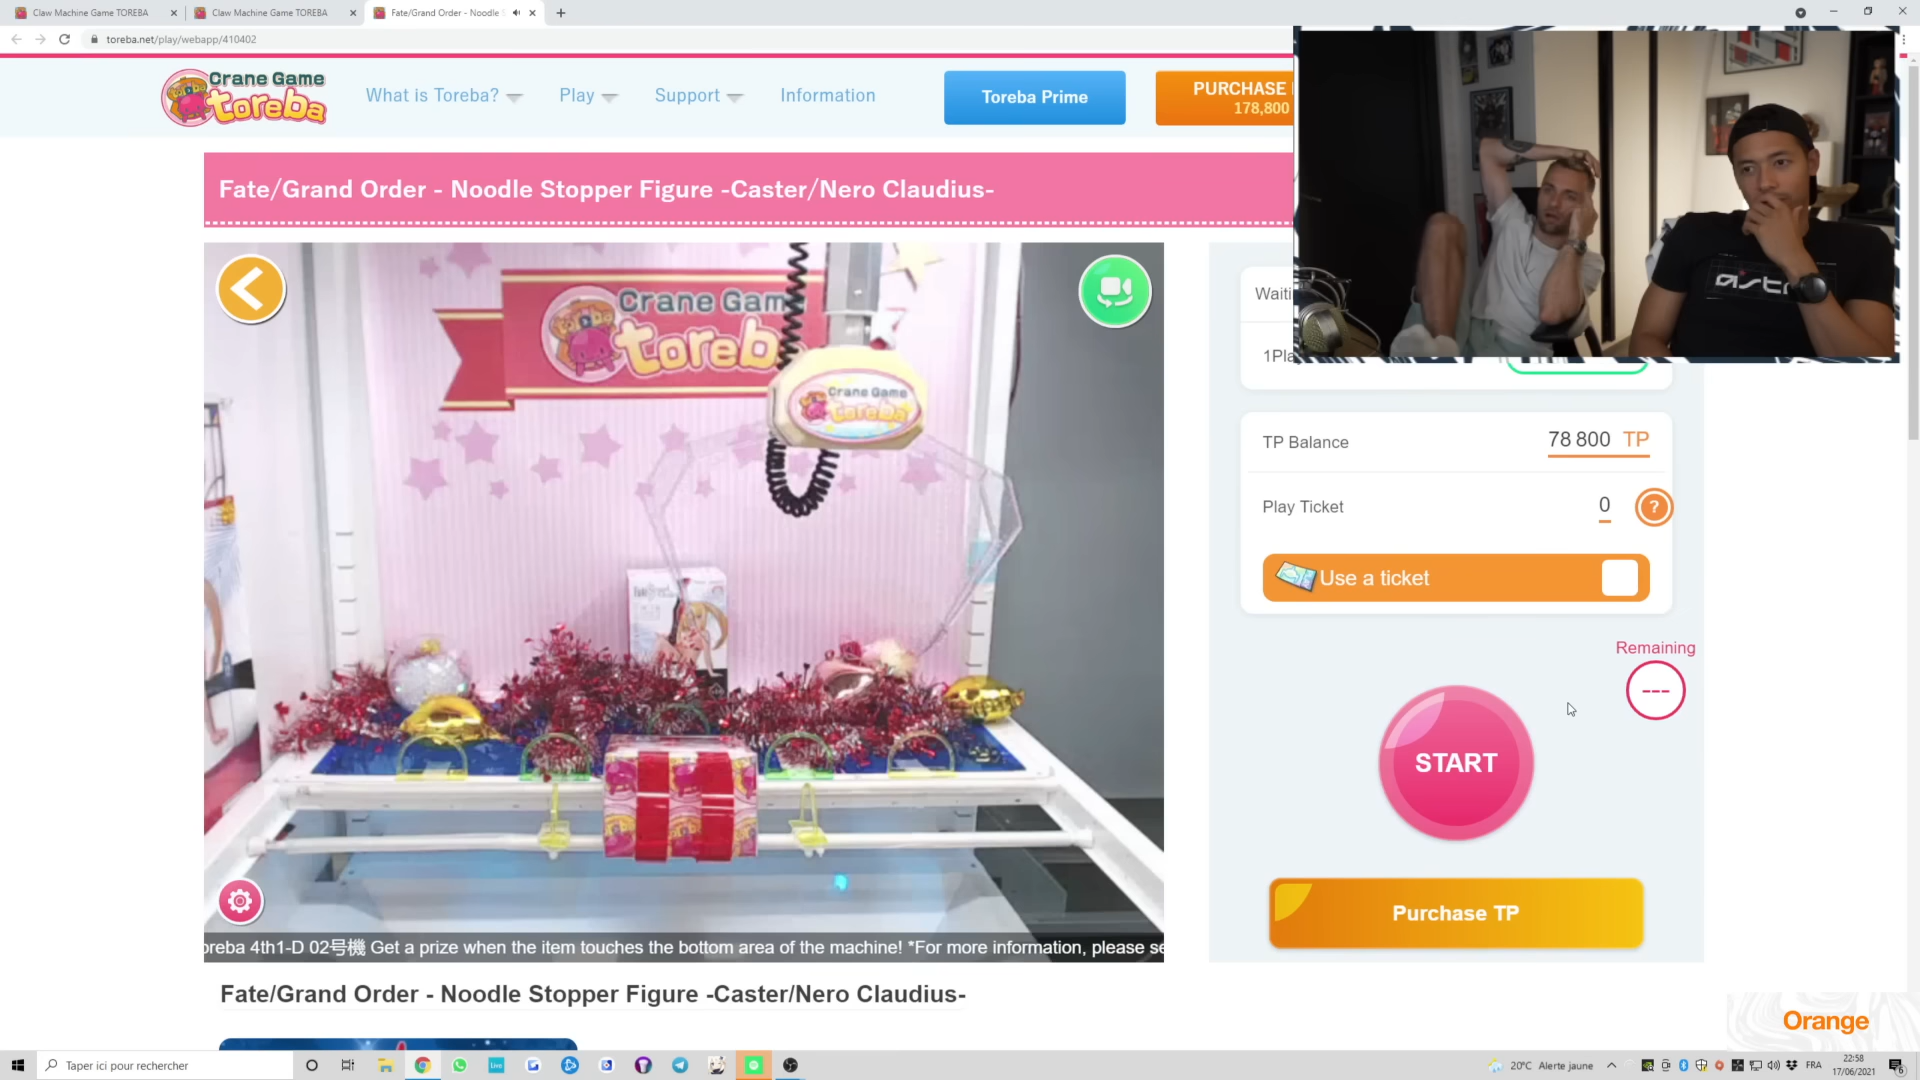 Claw Machine Game TOREBA
Claw Machine Game TOREBA
Fate/Grand Order - Noodle
toreba.net/play/webapp/410402
Crane Game
toreba
What is Toreba?
Play
Support
Information
Toreba Prime
PURCHASE
178,800
Fate/Grand Order - Noodle Stopper Figure -Caster/Nero Claudius-
Crane Gam
toreb
Crane Game
toreba
Waiti
1Pla
TP Balance
78 800 TP
Play Ticket
0
?
Use a ticket
Remaining
---
START
Purchase TP
oreba 4th1-D 02号機 Get a prize when the item touches the bottom area of the machine! *For more information, please se
Fate/Grand Order - Noodle Stopper Figure -Caster/Nero Claudius-
Orange
Taper ici pour rechercher
Live
20°C Alerte jaune
FRA
22:58
17/06/2021